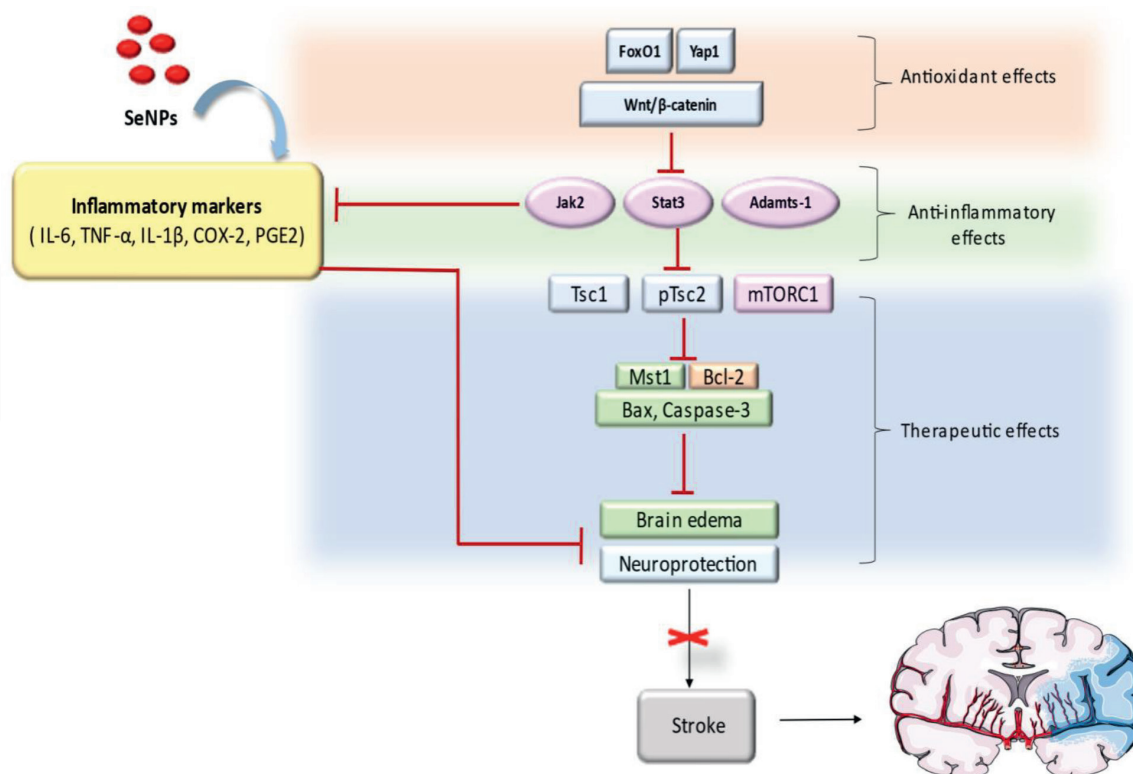 SeNPs
Inflammatory markers
( IL-6, TNF-α, IL-1β, COX-2, PGE2)
FoxO1
Yap1
Wnt/β-catenin
Antioxidant effects
Jak2
Stat3
Adamts-1
Anti-inflammatory
effects
Tsc1
pTsc2
mTORC1
Mst1
Bcl-2
Bax, Caspase-3
Therapeutic effects
Brain edema
Neuroprotection
Stroke